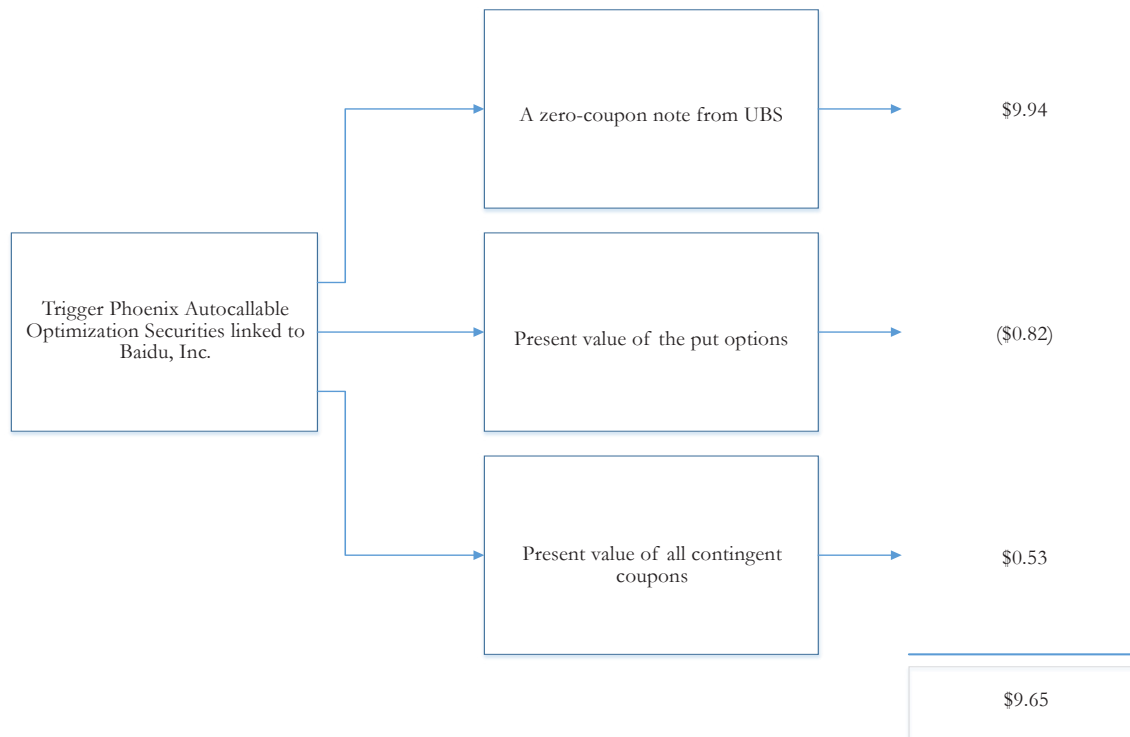 A zero-coupon note from UBS
$9.94
Trigger Phoenix Autocallable
Optimization Securities linked to
Baidu, Inc.
Present value of the put options
($0.82)
Present value of all contingent
coupons
$0.53
$9.65